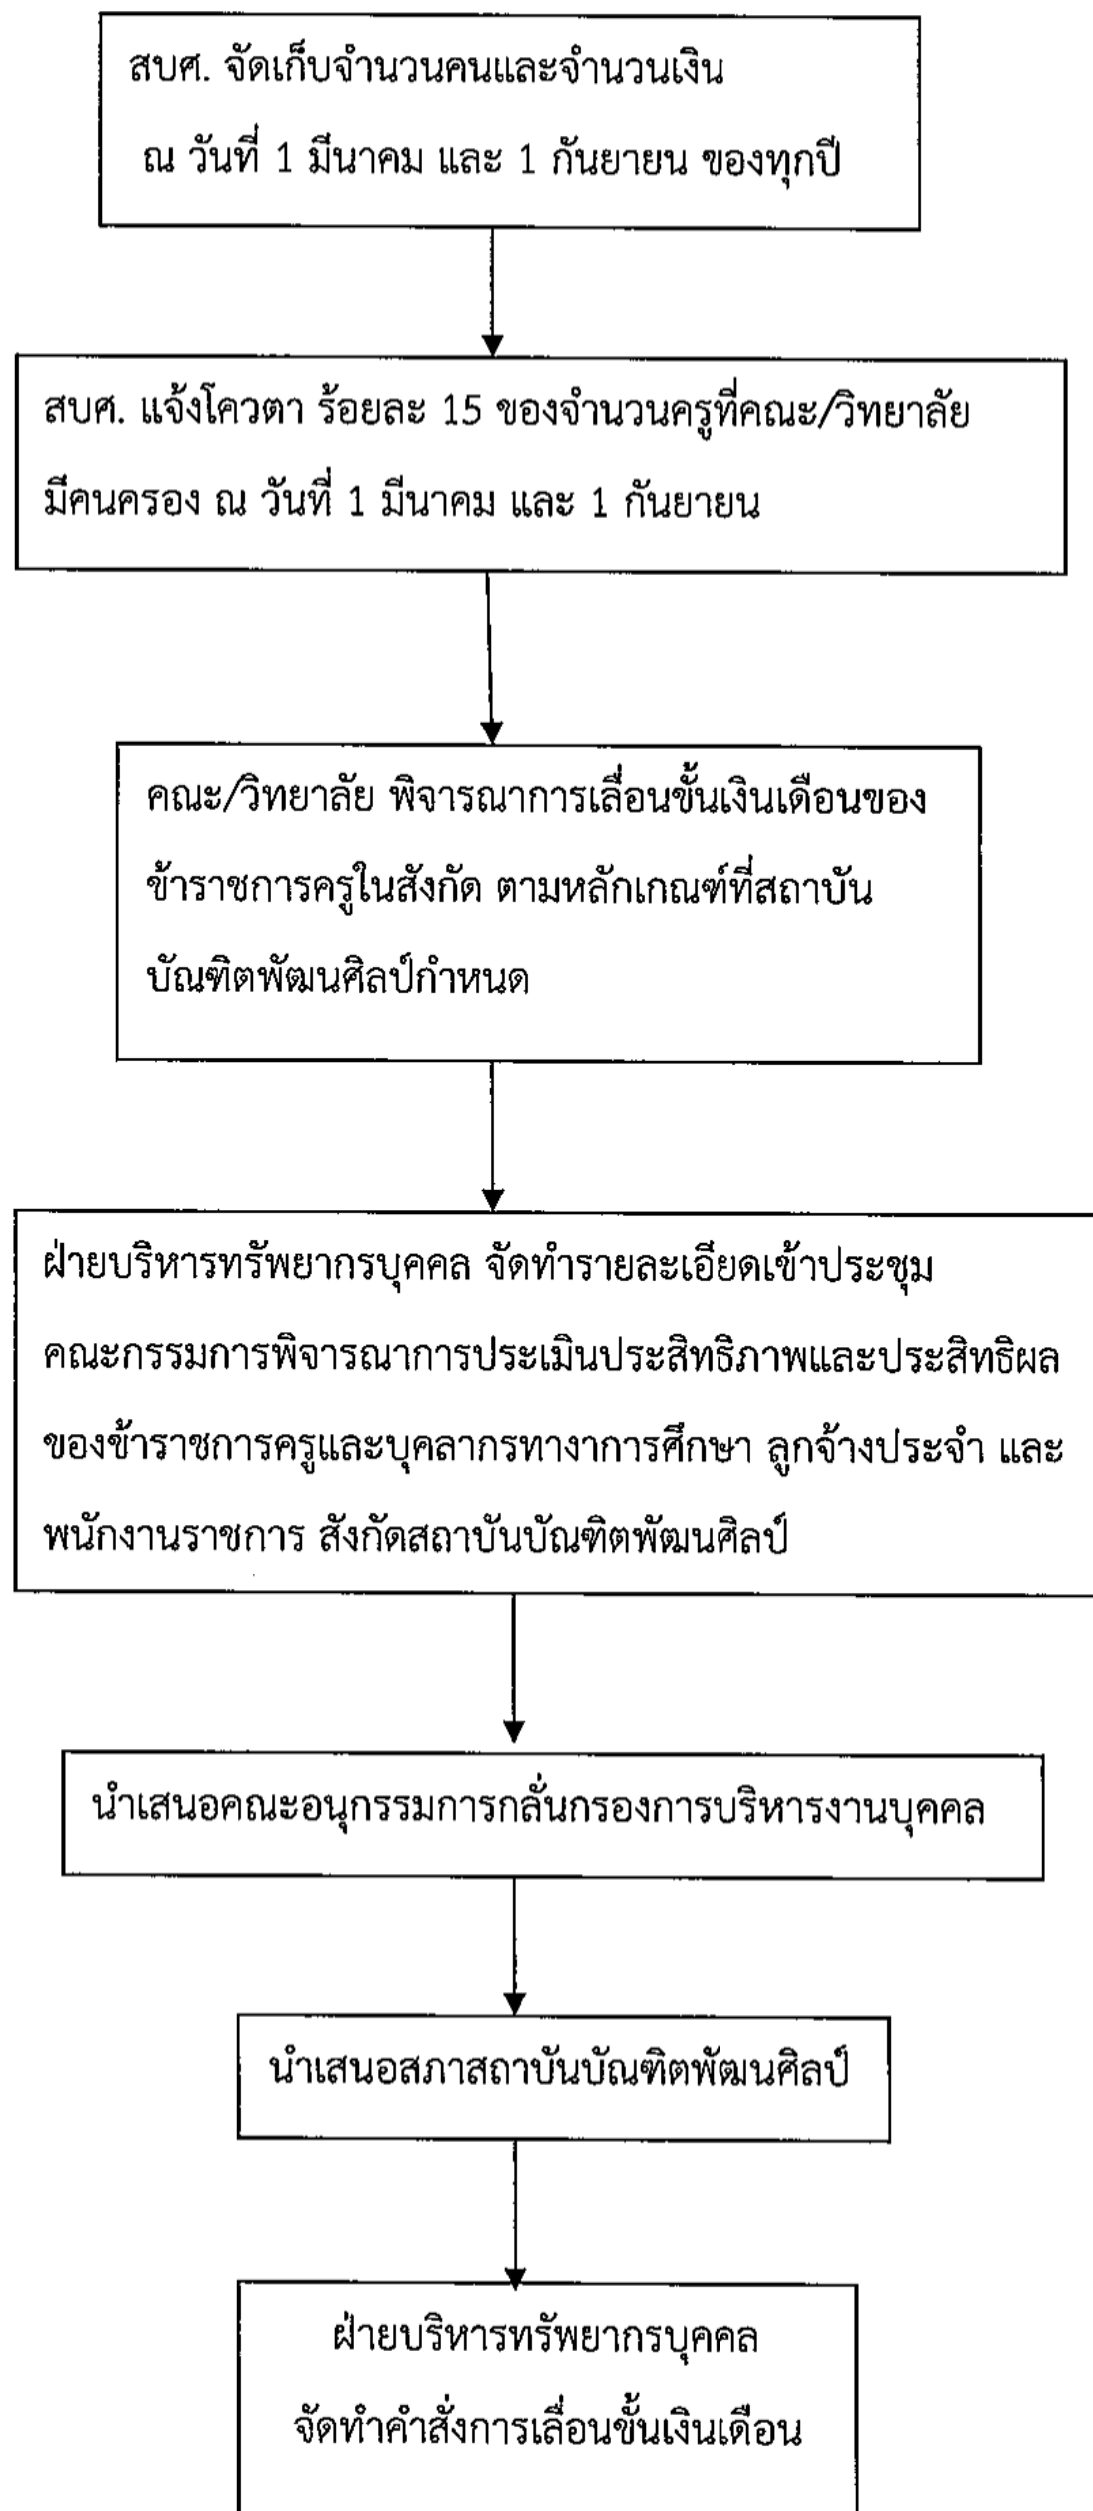 สบศ. จัดเก็บจำนวนคนและจำนวนเงิน
ณ วันที่ 1 มีนาคม และ 1 กันยายน ของทุกปี
สบศ. แจ้งโควตา ร้อยละ 15 ของจำนวนครูที่คณะ/วิทยาลัย
มีคนครอง ณ วันที่ 1 มีนาคม และ 1 กันยายน
คณะ/วิทยาลัย พิจารณาการเลื่อนขั้นเงินเดือนของ
ข้าราชการครูในสังกัด ตามหลักเกณฑ์ที่สถาบัน
บัณฑิตพัฒนศิลป์กำหนด
ฝ่ายบริหารทรัพยากรบุคคล จัดทำรายละเอียดเข้าประชุม
คณะกรรมการพิจารณาการประเมินประสิทธิภาพและประสิทธิผล
ของข้าราชการครูและบุคลากรทางาการศึกษา ลูกจ้างประจำ และ
พนักงานราชการ สังกัดสถาบันบัณฑิตพัฒนศิลป์
นำเสนอคณะอนุกรรมการกลั่นกรองการบริหารงานบุคคล
นำเสนอสภาสถาบันบัณฑิตพัฒนศิลป์
ฝ่ายบริหารทรัพยากรบุคคล
จัดทำคำสั่งการเลื่อนขั้นเงินเดือน